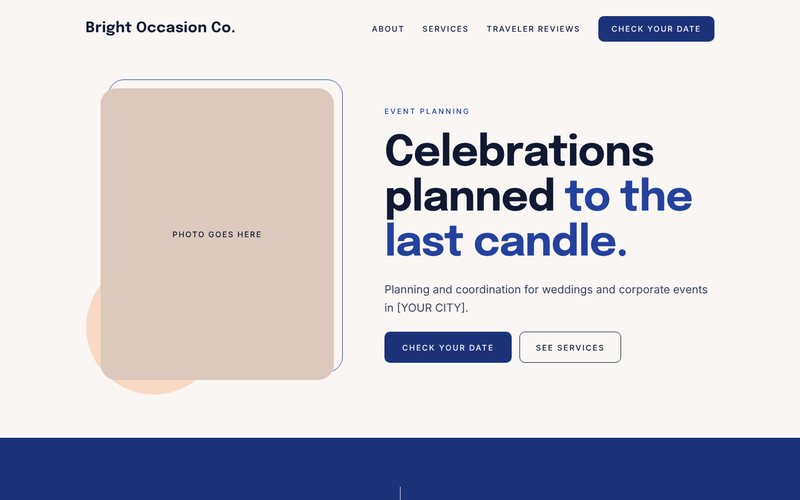 Bright Occasion Co.
ABOUT SERVICES TRAVELER REVIEWS CHECK YOUR DATE
PHOTO GOES HERE
EVENT PLANNING
Celebrations
planned to the
last candle.
Planning and coordination for weddings and corporate events
in [YOUR CITY].
CHECK YOUR DATE SEE SERVICES